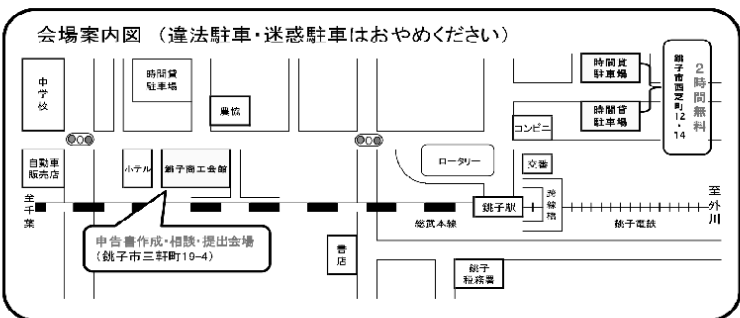 会場案内図 （違法駐車・迷惑駐車はおやめください）
中学校
時間貸
駐車場
農協
時間貸
駐車場
時間貸
駐車場
2時間無料
銚子市西芝町12・14
コンビニ
自動車
販売店
ホテル
銚子商工会館
ロータリー
交番
至千葉
総武本線
銚子駅
跨線橋
銚子電鉄
至外川
申告書作成・相談・提出会場
（銚子市三軒町19-4）
書店
銚子
税務署